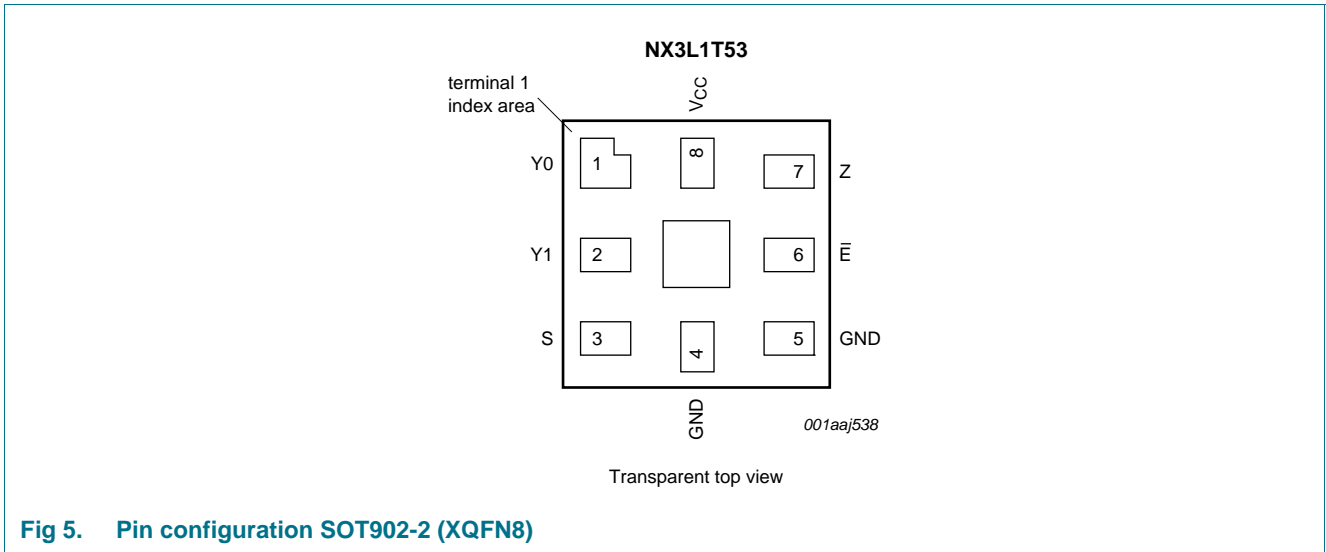 NX3L1T53
terminal 1
index area
VCC
Y0 1 8 7 Z
Y1 2 6 E̅
S 3 4 5 GND
GND
001aaj538
Transparent top view
Fig 5. Pin configuration SOT902-2 (XQFN8)